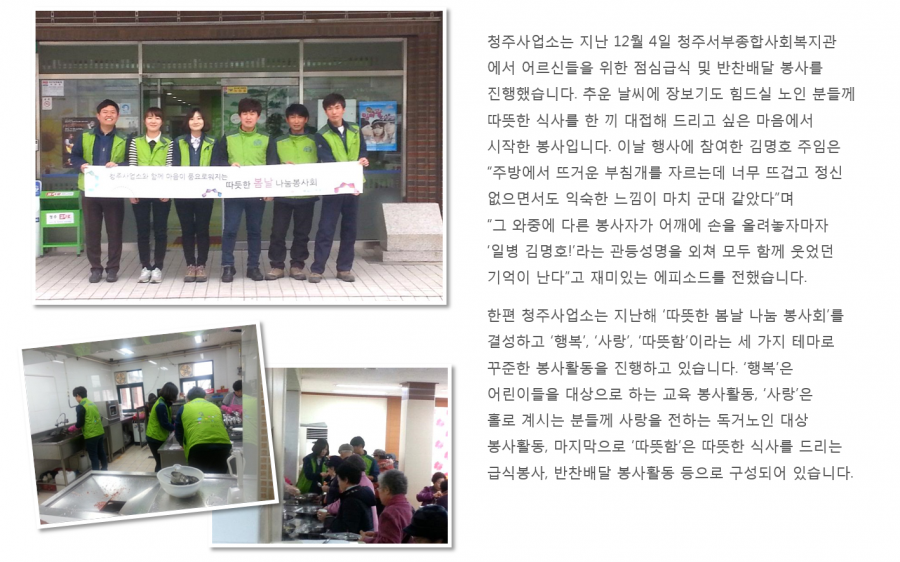 청주사업소와 함께 마음이 몸으로워지는
따뜻한 봄날 나눔봉사회
청주사업소는 지난 12월 4일 청주서부종합사회복지관
에서 어르신들을 위한 점심급식 및 반찬배달 봉사를
진행했습니다. 추운 날씨에 장보기도 힘드실 노인 분들께
따뜻한 식사를 한 끼 대접해 드리고 싶은 마음에서
시작한 봉사입니다. 이날 행사에 참여한 김명호 주임은
“주방에서 뜨거운 부침개를 자르는데 너무 뜨겁고 정신
없으면서도 익숙한 느낌이 마치 군대 같았다”며
“그 와중에 다른 봉사자가 어깨에 손을 올려놓자마자
‘일병 김명호!’라는 관등성명을 외쳐 모두 함께 웃었던
기억이 난다”고 재미있는 에피소드를 전했습니다.
한편 청주사업소는 지난해 ‘따뜻한 봄날 나눔 봉사회’를
결성하고 ‘행복’, ‘사랑’, ‘따뜻함’이라는 세 가지 테마로
꾸준한 봉사활동을 진행하고 있습니다. ‘행복’은
어린이들을 대상으로 하는 교육 봉사활동, ‘사랑’은
홀로 계시는 분들께 사랑을 전하는 독거노인 대상
봉사활동, 마지막으로 ‘따뜻함’은 따뜻한 식사를 드리는
급식봉사, 반찬배달 봉사활동 등으로 구성되어 있습니다.